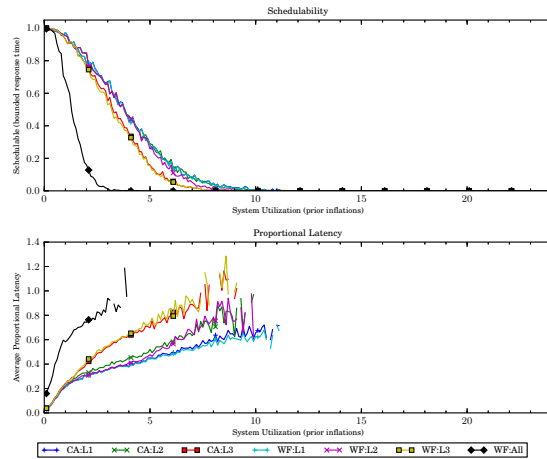 Schedulability
1.0
0.8
0.6
0.4
0.2
0.0
Schedulable (bounded response time)
0 5 10 15 20
System Utilization (prior inflations)
Proportional Latency
1.4
1.2
1.0
0.8
0.6
0.4
0.2
0.0
Average Proportional Latency
0 5 10 15 20
System Utilization (prior inflations)
CA:L1 CA:L2 CA:L3 WF:L1 WF:L2 WF:L3 WF:All